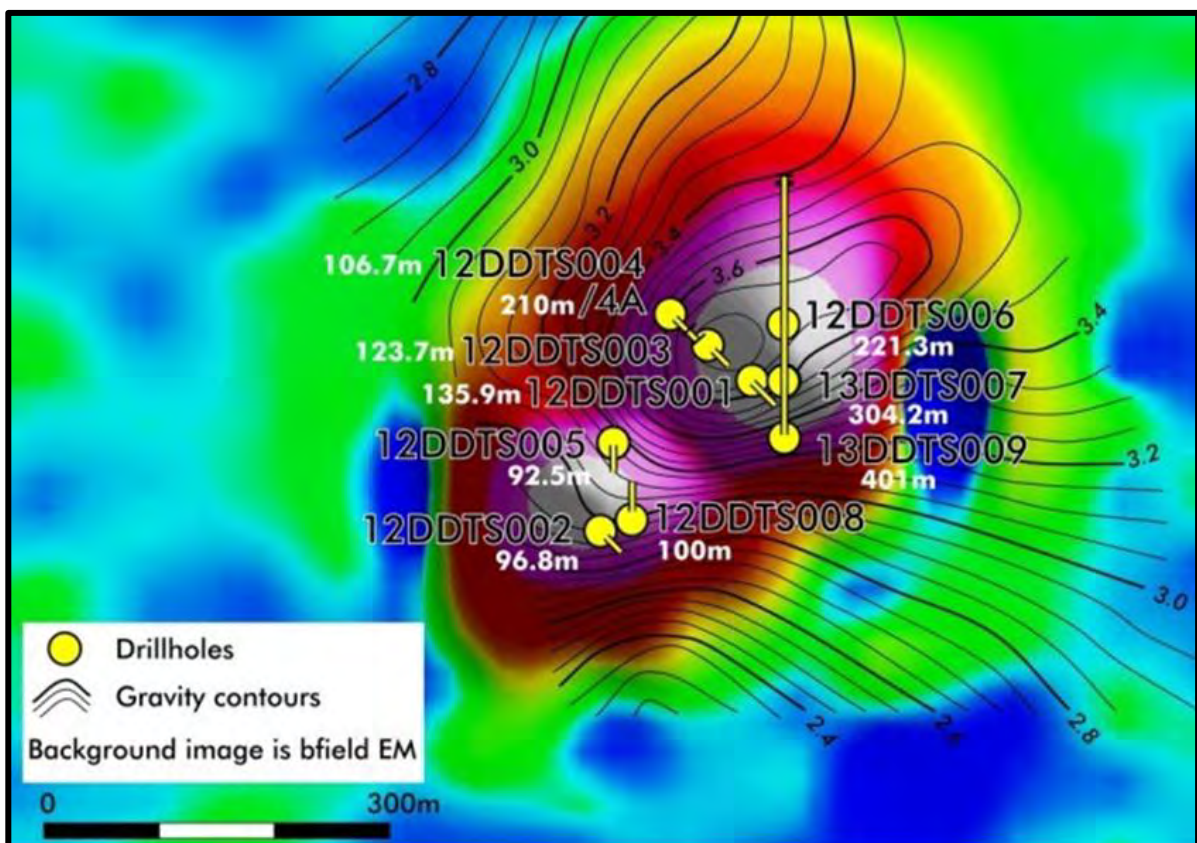 2.8
3.0
3.2
3.4
3.6
106.7m 12DDTS004
210m /4A
123.7m 12DDTS003
135.9m 12DDTS001
12DDTS005
92.5m
12DDTS002
96.8m
12DDTS006
221.3m
13DDTS007
304.2m
13DDTS009
401m
12DDTS008
100m
3.4
3.2
3.0
2.8
2.6
2.4
Drillholes
Gravity contours
Background image is bfield EM
0 300m